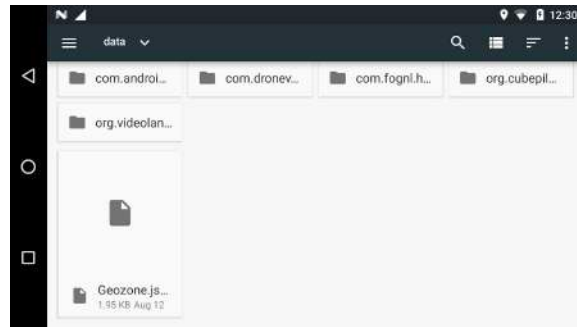 12:30
data
com.androi...
com.dronev...
com.fognl.h...
org.cubepil...
org.videolan...
Geozone.js...
1.95 KB Aug 12